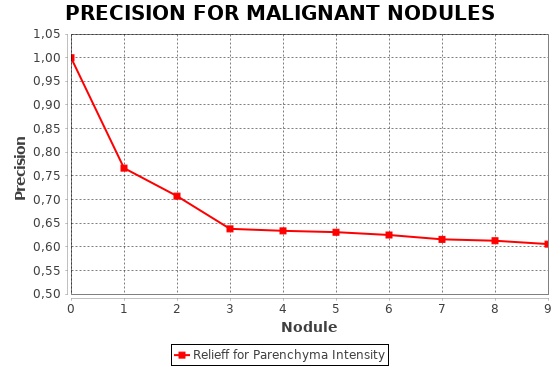 PRECISION FOR MALIGNANT NODULES
1,05
1,00
0,95
0,90
0,85
0,80
0,75
0,70
0,65
0,60
0,55
0,50
Precision
0 1 2 3 4 5 6 7 8 9
Nodule
Relieff for Parenchyma Intensity